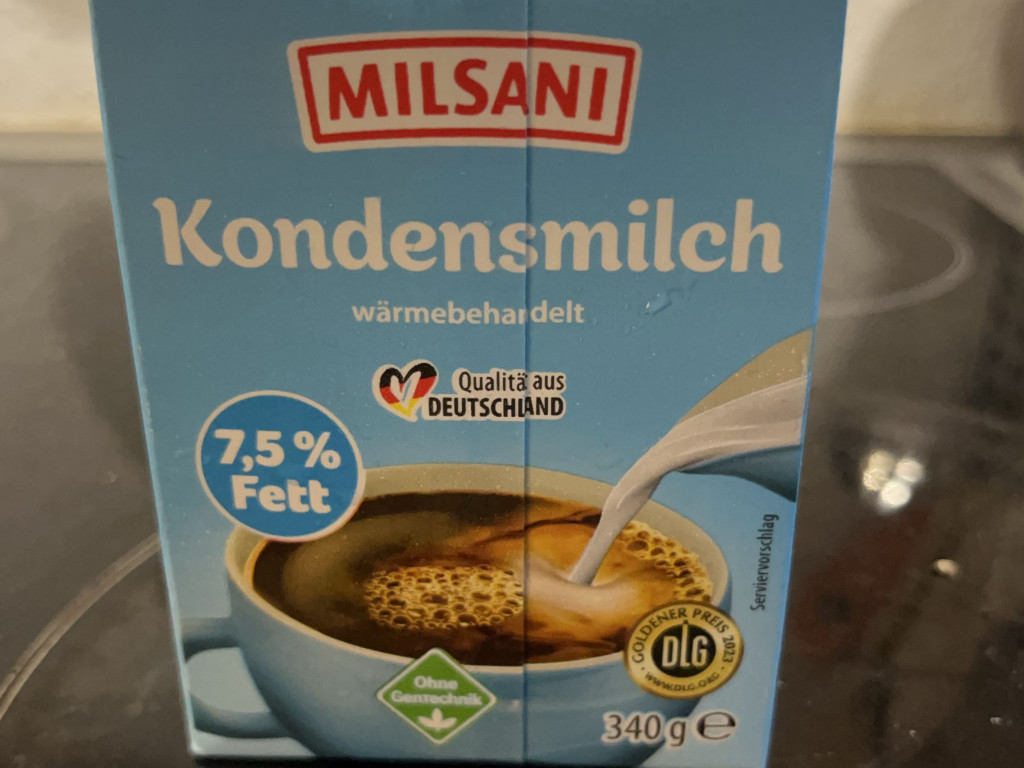 MILSANI
Kondensmilch
wärmebehandelt
Qualität aus
DEUTSCHLAND
7,5 %
Fett
Serviervorschlag
GOLDENER PREIS 2023
DLG
WWW.DLG.ORG
Ohne
Gentechnik
340 g ℮